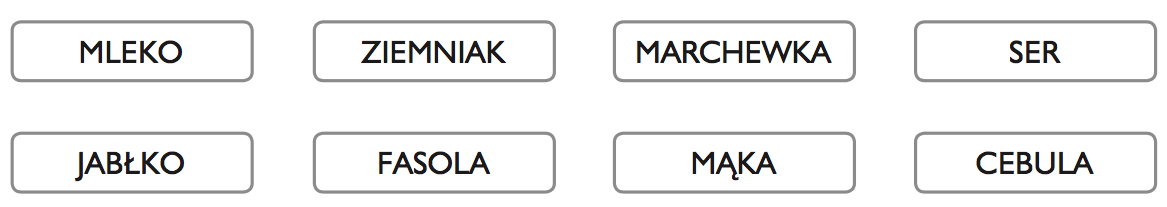 MLEKO ZIEMNIAK MARCHEWKA SER
JABŁKO FASOLA MĄKA CEBULA